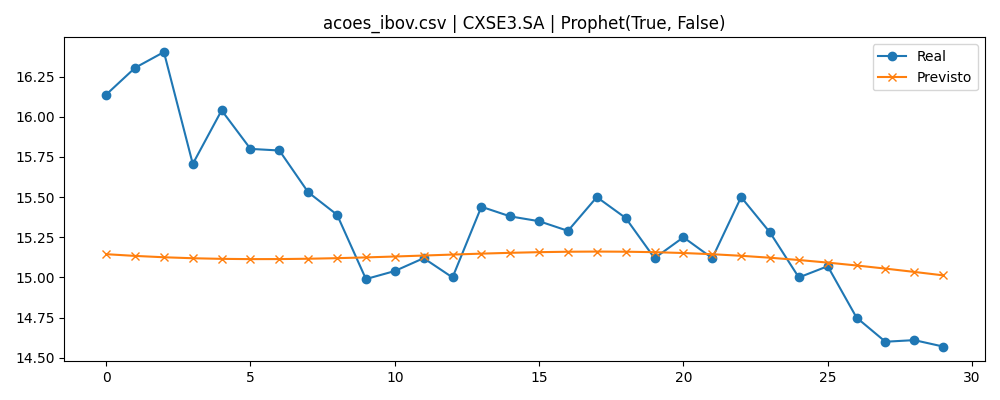 acoes_ibov.csv | CXSE3.SA | Prophet(True, False)
Real
Previsto
16.25
16.00
15.75
15.50
15.25
15.00
14.75
14.50
0 5 10 15 20 25 30